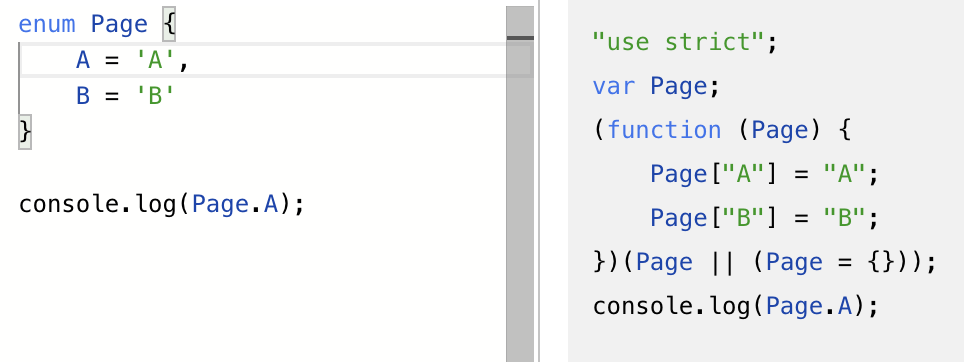 enum Page {
    A = 'A',
    B = 'B'
}
console.log(Page.A);
"use strict";
var Page;
(function (Page) {
    Page["A"] = "A";
    Page["B"] = "B";
})(Page || (Page = {}));
console.log(Page.A);